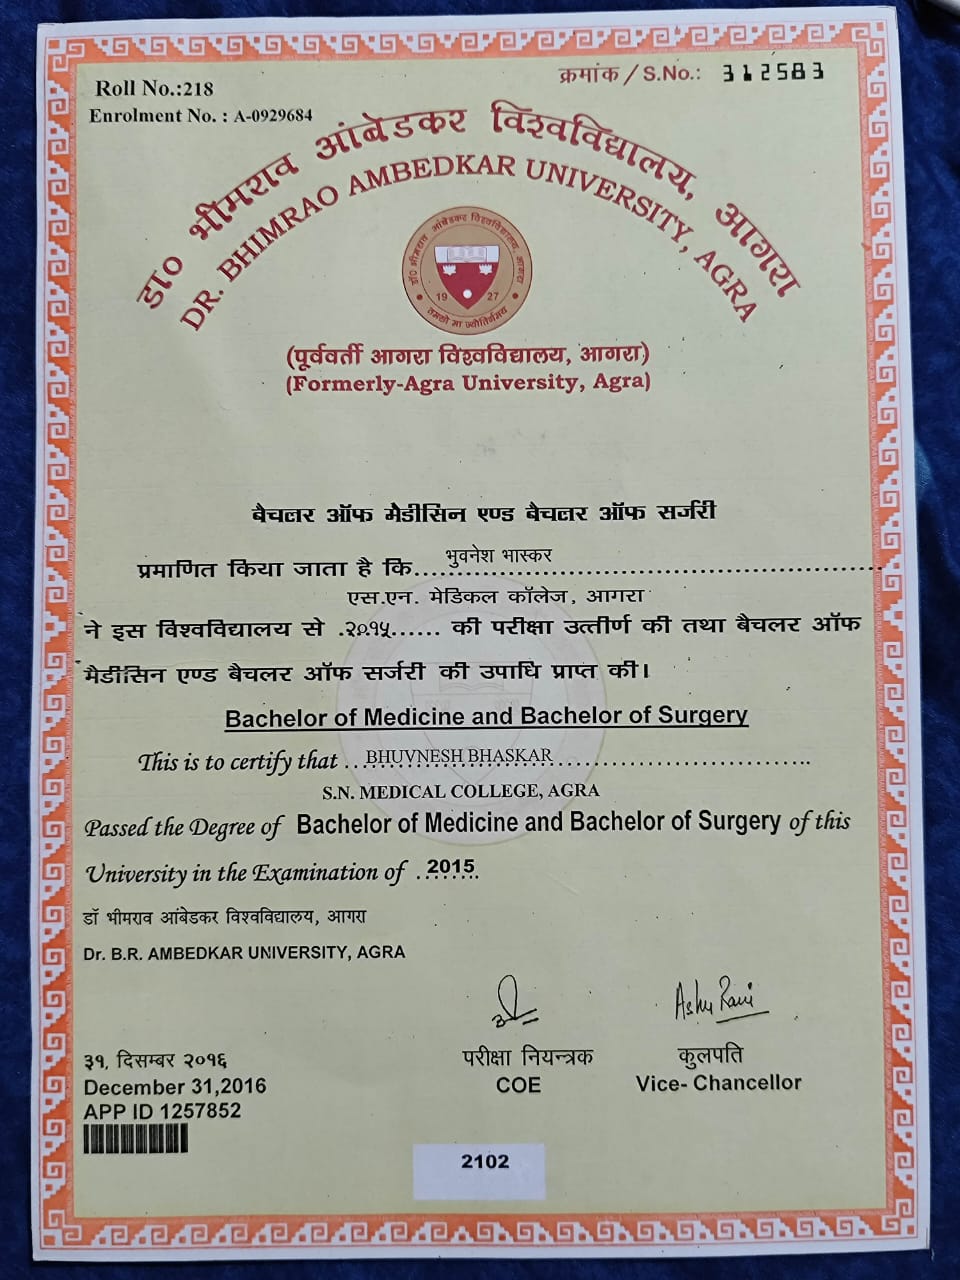 Roll No.:218
क्रमांक / S.No.: 312583
Enrolment No. : A-0929684
डा० भीमराव आंबेडकर विश्वविद्यालय, आगरा
DR. BHIMRAO AMBEDKAR UNIVERSITY, AGRA
डॉ० भीमराव आंबेडकर विश्वविद्यालय, आगरा
19 27
तमसो मा ज्योतिर्गमय
(पूर्ववर्ती आगरा विश्वविद्यालय, आगरा)
(Formerly-Agra University, Agra)
बैचलर ऑफ मैडीसिन एण्ड बैचलर ऑफ सर्जरी
प्रमाणित किया जाता है कि भुवनेश भास्कर
एस.एन. मेडिकल कॉलेज, आगरा
ने इस विश्वविद्यालय से .२०१५...... की परीक्षा उत्तीर्ण की तथा बैचलर ऑफ
मैडीसिन एण्ड बैचलर ऑफ सर्जरी की उपाधि प्राप्त की।
Bachelor of Medicine and Bachelor of Surgery
This is to certify that ...BHUVNESH BHASKAR...
S.N. MEDICAL COLLEGE, AGRA
Passed the Degree of Bachelor of Medicine and Bachelor of Surgery of this
University in the Examination of ..2015..
डॉ भीमराव आंबेडकर विश्वविद्यालय, आगरा
Dr. B.R. AMBEDKAR UNIVERSITY, AGRA
Ashu Rani
३१, दिसम्बर २०१६
परीक्षा नियन्त्रक
कुलपति
December 31,2016
COE
Vice- Chancellor
APP ID 1257852
2102